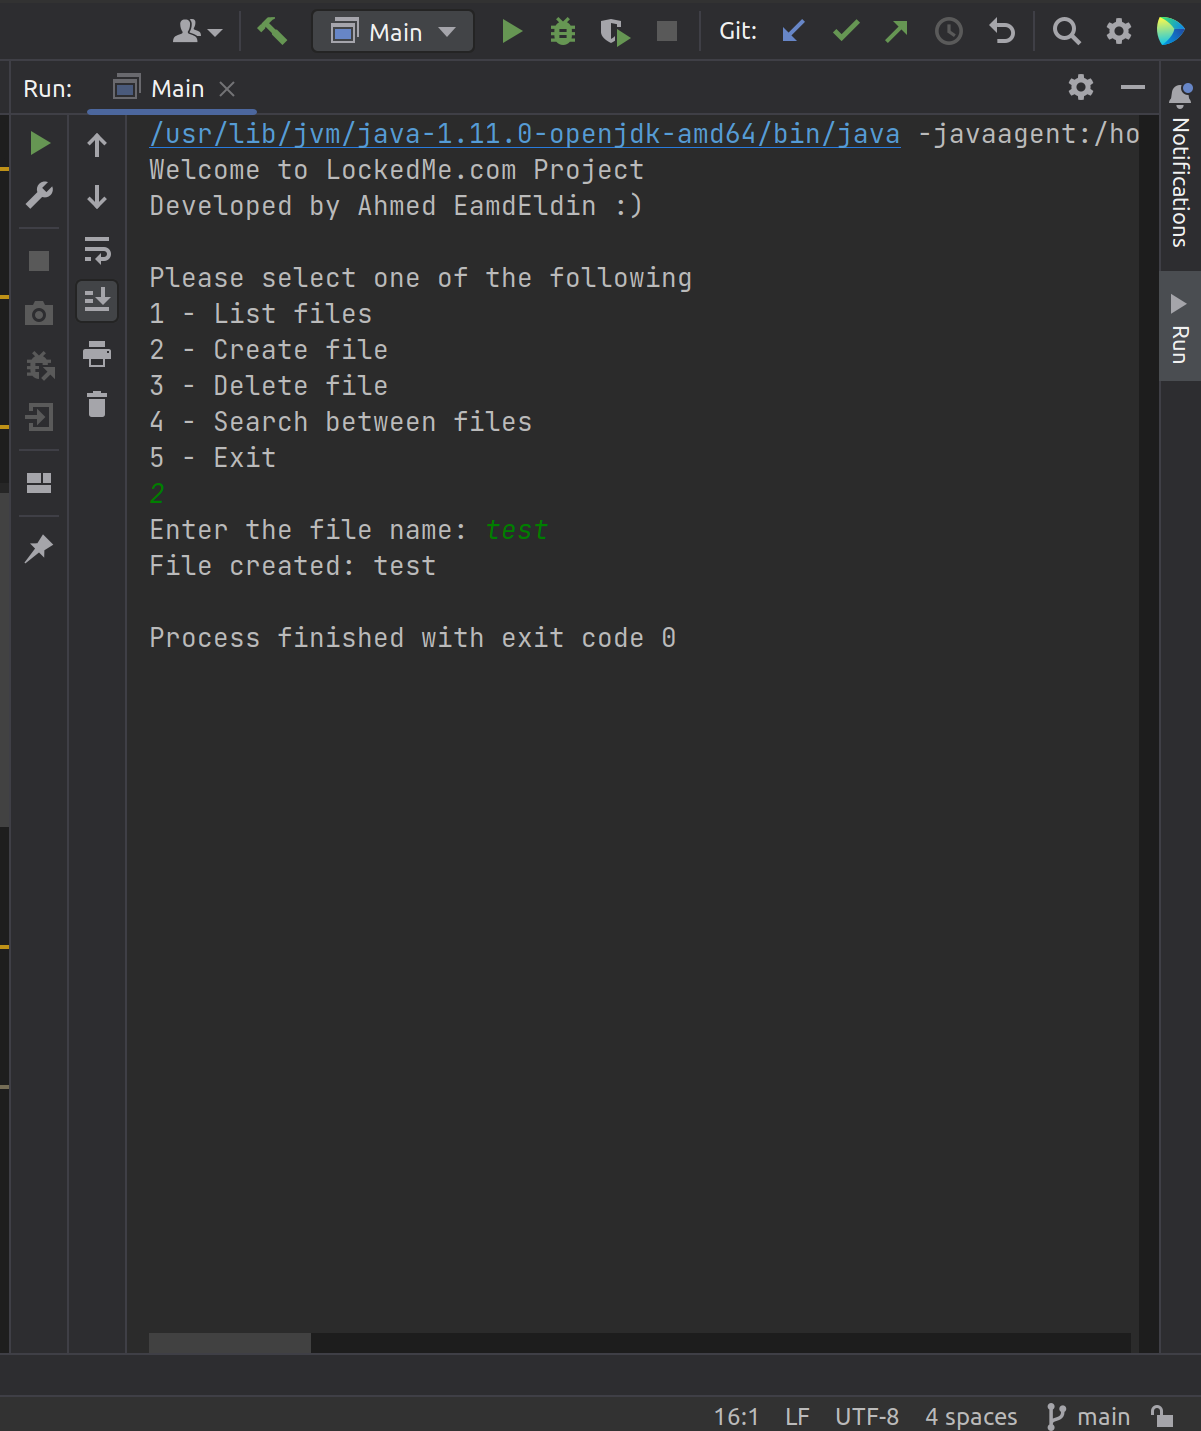 Main
Git:
Run:
Main
Notifications
Run
/usr/lib/jvm/java-1.11.0-openjdk-amd64/bin/java -javaagent:/ho
Welcome to LockedMe.com Project
Developed by Ahmed EamdEldin :)
Please select one of the following
1 - List files
2 - Create file
3 - Delete file
4 - Search between files
5 - Exit
2
Enter the file name: test
File created: test
Process finished with exit code 0
16:1 LF UTF-8 4 spaces main